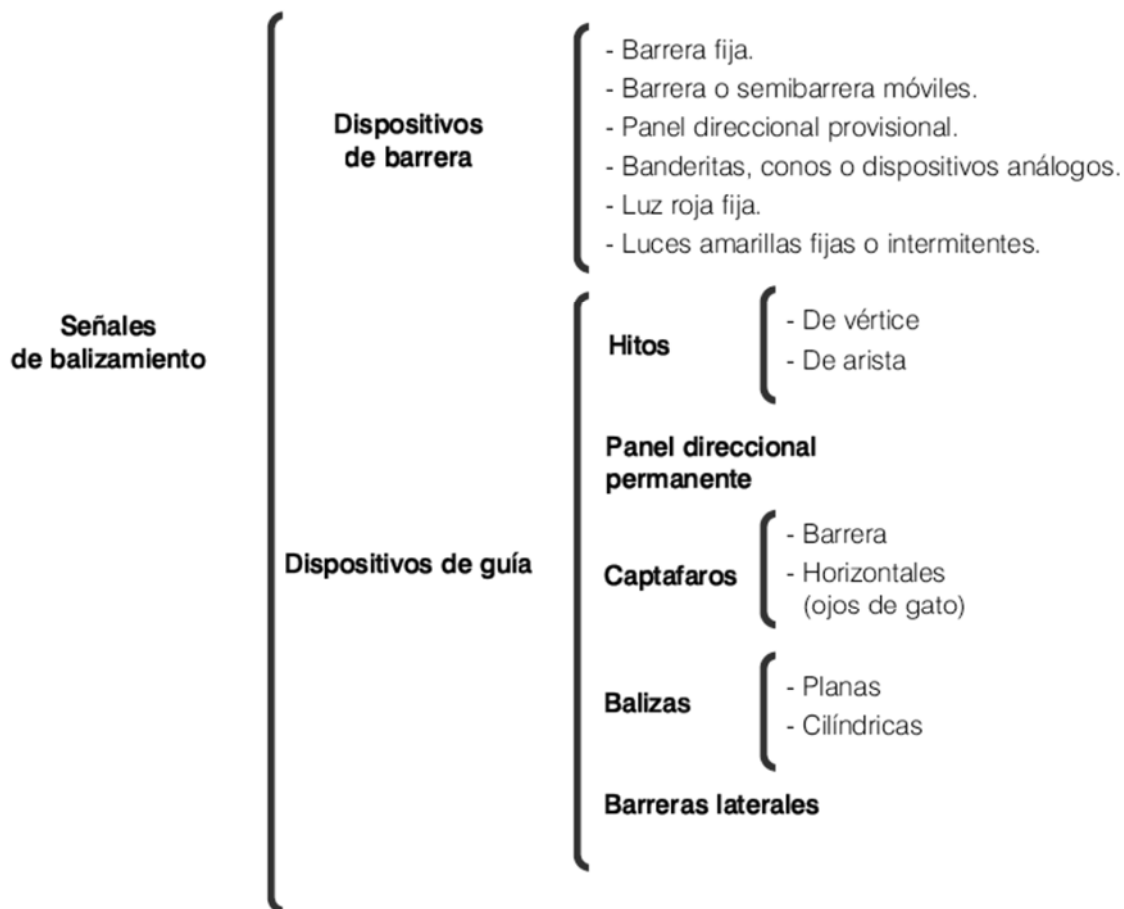 Señales
de balizamiento
Dispositivos
de barrera
- Barrera fija.
- Barrera o semibarrera móviles.
- Panel direccional provisional.
- Banderitas, conos o dispositivos análogos.
- Luz roja fija.
- Luces amarillas fijas o intermitentes.
Dispositivos de guía
Hitos
- De vértice
- De arista
Panel direccional
permanente
Captafaros
- Barrera
- Horizontales
(ojos de gato)
Balizas
- Planas
- Cilíndricas
Barreras laterales